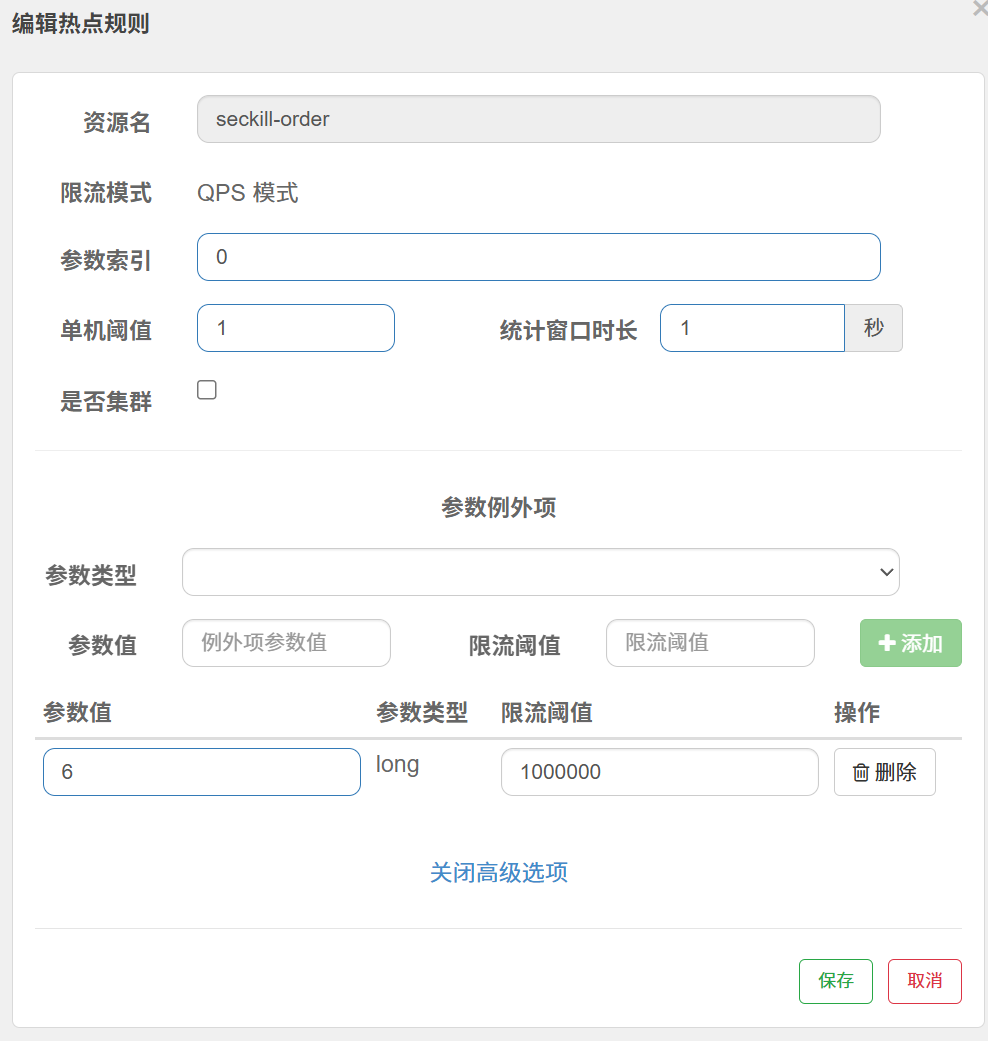 编辑热点规则
资源名 seckill-order
限流模式 QPS 模式
参数索引 0
单机阈值 1 统计窗口时长 1 秒
是否集群
参数例外项
参数类型
参数值 例外项参数值 限流阈值 限流阈值 添加
参数值 参数类型 限流阈值 操作
6 long 1000000 删除
关闭高级选项
保存 取消